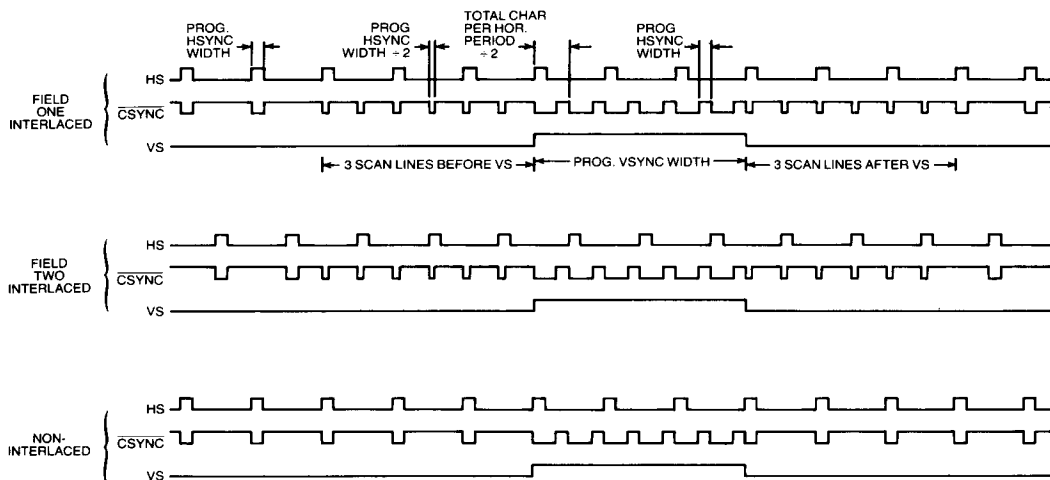 PROG.
HSYNC
WIDTH
PROG
HSYNC
WIDTH ÷2
TOTAL CHAR
PER HOR.
PERIOD
÷2
PROG
HSYNC
WIDTH
FIELD
ONE
INTERLACED
HS
CSYNC
VS
3 SCAN LINES BEFORE VS
PROG. VSYNC WIDTH
3 SCAN LINES AFTER VS
FIELD
TWO
INTERLACED
HS
CSYNC
VS
NON-
INTERLACED
HS
CSYNC
VS